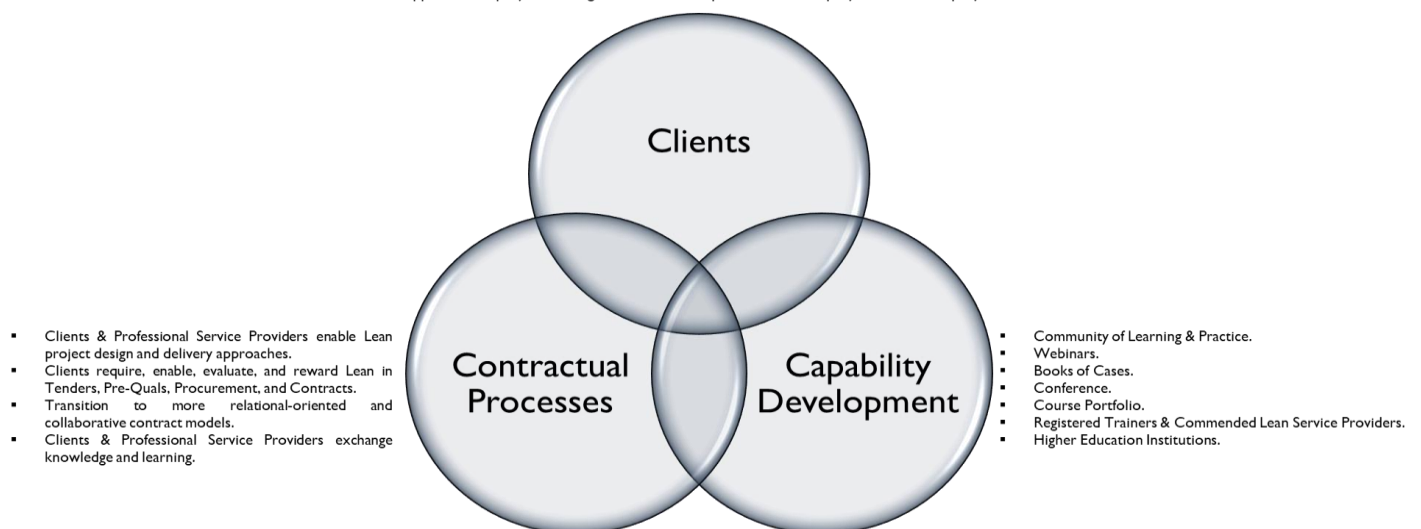 Clients
▪ Clients & Professional Service Providers enable Lean
project design and delivery approaches.
▪ Clients require, enable, evaluate, and reward Lean in
Tenders, Pre-Quals, Procurement, and Contracts.
▪ Transition to more relational-oriented and
collaborative contract models.
▪ Clients & Professional Service Providers exchange
knowledge and learning.
Contractual
Processes
Capability
Development
▪ Community of Learning & Practice.
▪ Webinars.
▪ Books of Cases.
▪ Conference.
▪ Course Portfolio.
▪ Registered Trainers & Commended Lean Service Providers.
▪ Higher Education Institutions.